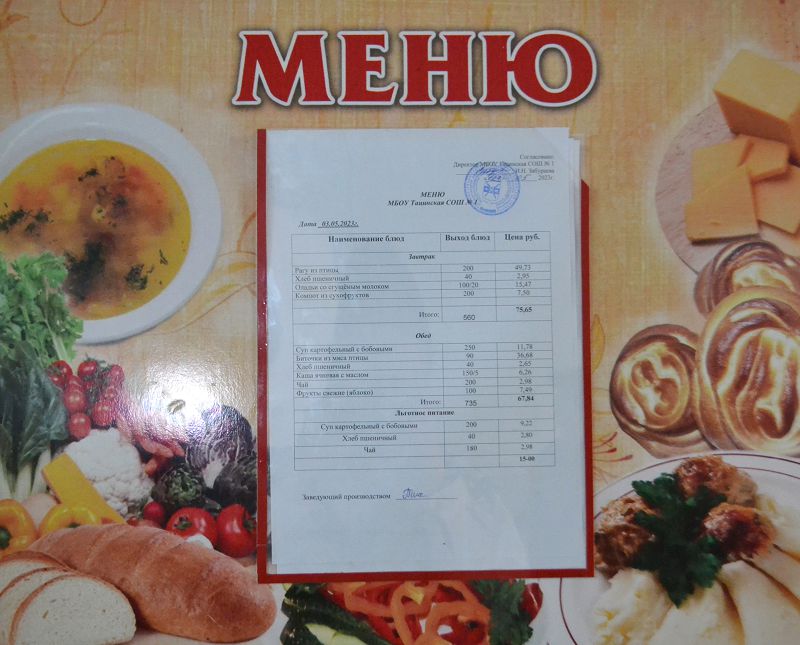 МЕНЮ
Согласовано
Директор МБОУ Тацинская СОШ № 1
2023г.
МЕНЮ
МБОУ Тацинская СОШ № 1
Дата 03.05.2023г.
Наименование блюд Выход блюд Цена руб.
Завтрак
Рагу из птицы 200 49,73
Хлеб пшеничный 40 2,95
Оладьи со сгущёным молоком 100/20 15,47
Компот из сухофруктов 200 7,50
Итого: 560 75,65
Обед
Суп картофельный с бобовыми 250 11,78
Биточки из мяса птицы 90 36,68
Хлеб пшеничный 40 2,65
Каша ячневая с маслом 150/5 6,26
Чай 200 2,98
Фрукты свежие (яблоко) 100 7,49
Итого: 735 67,84
Льготное питание
Суп картофельный с бобовыми 200 9,22
Хлеб пшеничный 40 2,80
Чай 180 2,98
15-00
Заведующий производством